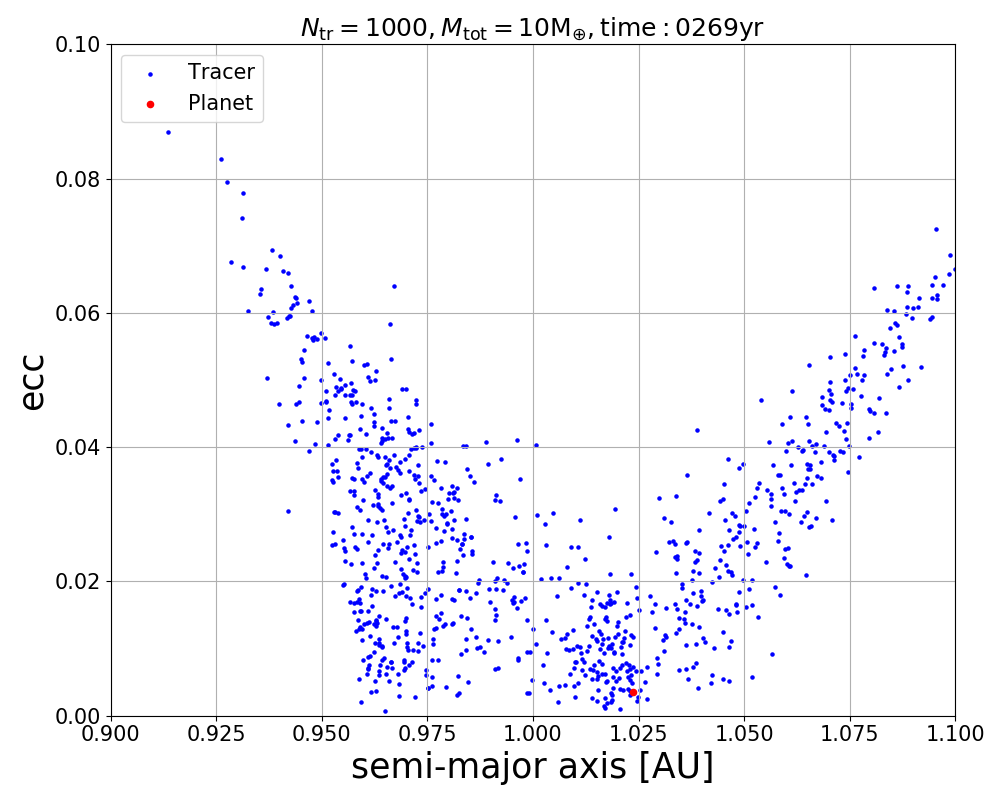 N_tr = 1000, M_tot = 10M_⊕, time : 0269yr
0.10
Tracer
Planet
0.08
0.06
ecc
0.04
0.02
0.00
0.900 0.925 0.950 0.975 1.000 1.025 1.050 1.075 1.100
semi-major axis [AU]